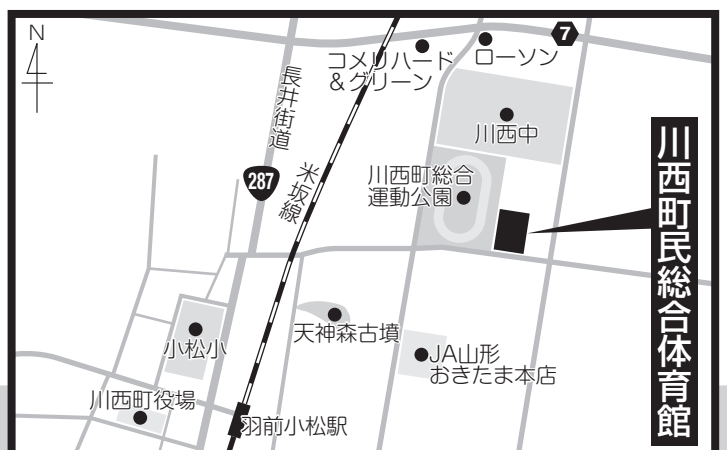 N
7
コメリハード
&グリーン
ローソン
長井街道
川西中
287
米坂線
川西町総合
運動公園
川西町民総合体育館
天神森古墳
小松小
JA山形
おきたま本店
川西町役場
羽前小松駅